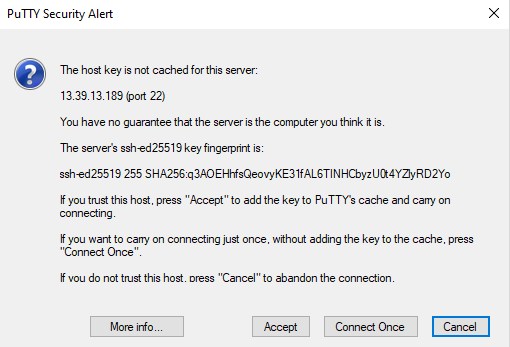 PuTTY Security Alert
The host key is not cached for this server:
13.39.13.189 (port 22)
You have no guarantee that the server is the computer you think it is.
The server's ssh-ed25519 key fingerprint is:
ssh-ed25519 255 SHA256:q3AOEHhfsQeovyKE31fAL6TINHCbyzU0t4YZlyRD2Yo
If you trust this host, press "Accept" to add the key to PuTTY's cache and carry on
connecting.
If you want to carry on connecting just once, without adding the key to the cache, press
"Connect Once".
If you do not trust this host, press "Cancel" to abandon the connection.
More info...
Accept
Connect Once
Cancel